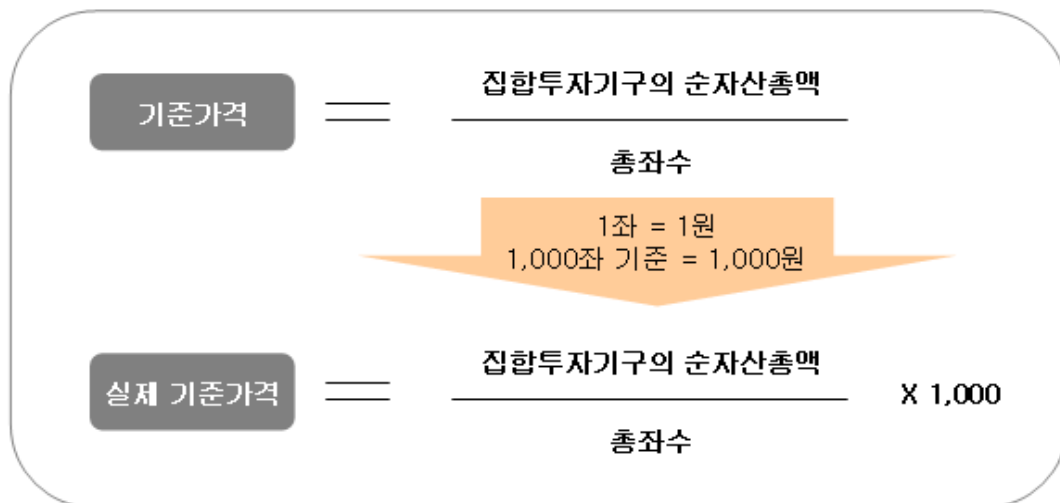 집합투자기구의 순자산총액
기준가격
총좌수
1좌 = 1원
1,000좌 기준 = 1,000원
집합투자기구의 순자산총액
실제 기준가격
X 1,000
총좌수